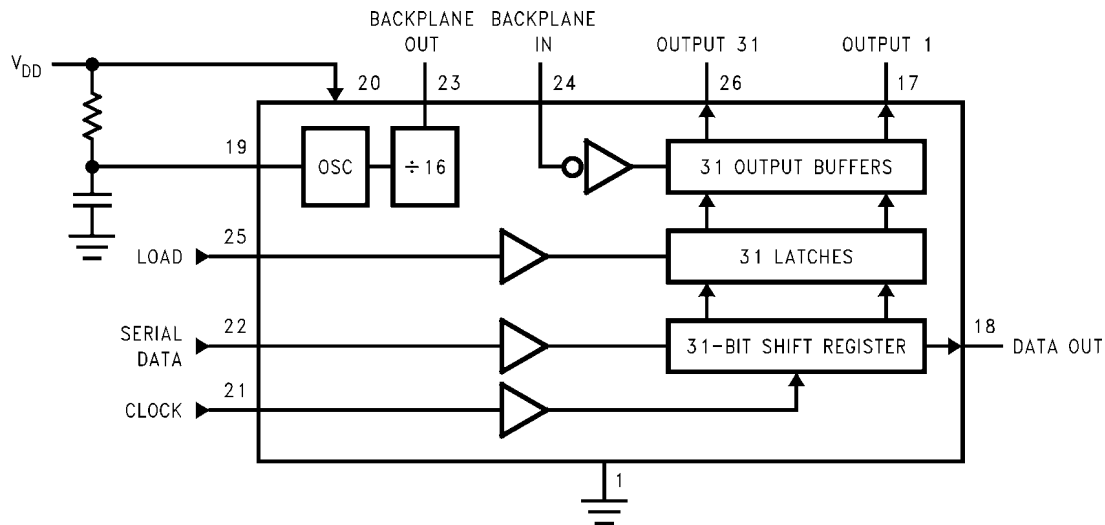 BACKPLANE OUT
BACKPLANE IN
OUTPUT 31
OUTPUT 1
VDD
20
23
24
26
17
19
OSC
÷16
31 OUTPUT BUFFERS
25
LOAD
31 LATCHES
22
SERIAL DATA
31-BIT SHIFT REGISTER
18
DATA OUT
21
CLOCK
1